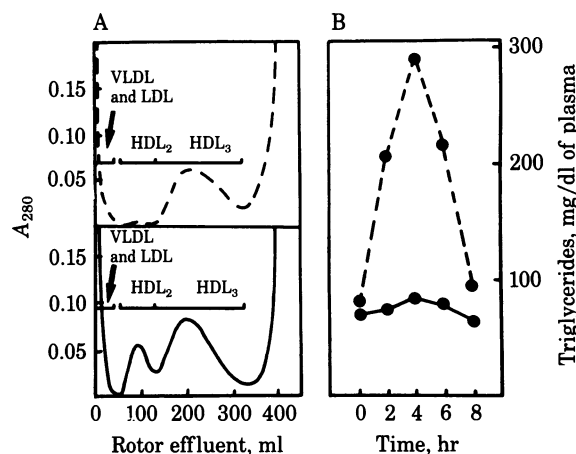 A
VLDL
and LDL
HDL₂
HDL₃
0.15
0.10
0.05
A₂₈₀
VLDL
and LDL
HDL₂
HDL₃
0.15
0.10
0.05
0 100 200 300 400
Rotor effluent, ml
B
300
200
100
Triglycerides, mg/dl of plasma
0 2 4 6 8
Time, hr